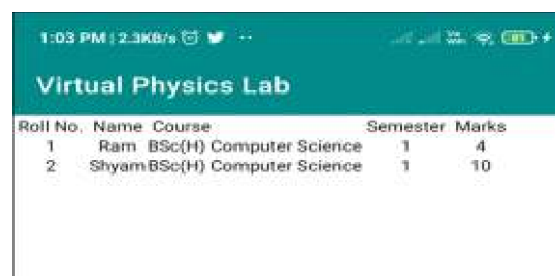 1:03 PM | 2.3KB/s
Virtual Physics Lab
Roll No. Name Course Semester Marks
1 Ram BSc(H) Computer Science 1 4
2 Shyam BSc(H) Computer Science 1 10